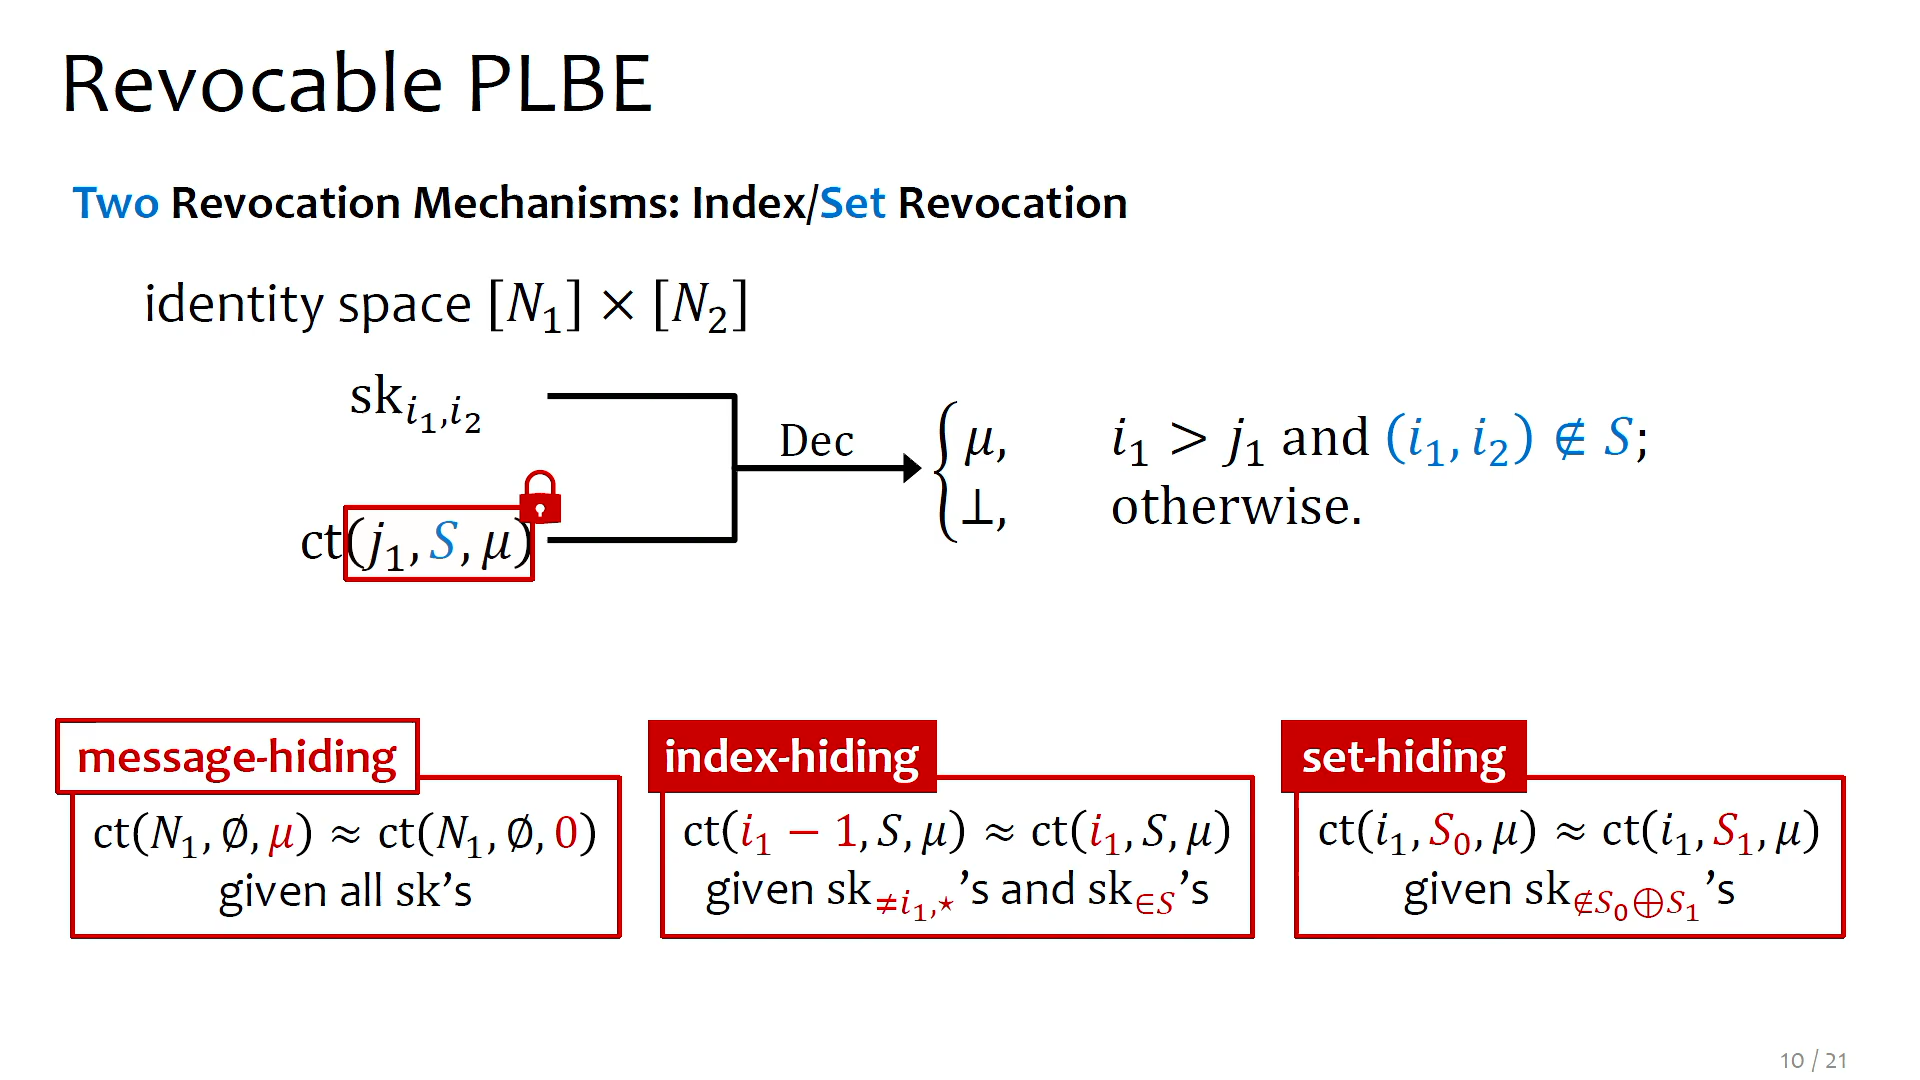 Revocable PLBE
Two Revocation Mechanisms: Index/Set Revocation
identity space [N₁] × [N₂]
sk_{i₁,i₂}
ct(j₁, S, μ)
Dec
μ, i₁ > j₁ and (i₁, i₂) ∉ S;
⊥, otherwise.
message-hiding
ct(N₁, ∅, μ) ≈ ct(N₁, ∅, 0)
given all sk's
index-hiding
ct(i₁ − 1, S, μ) ≈ ct(i₁, S, μ)
given sk_{≠i₁,⋆}'s and sk_{∈S}'s
set-hiding
ct(i₁, S₀, μ) ≈ ct(i₁, S₁, μ)
given sk_{∉S₀⊕S₁}'s
10 / 21